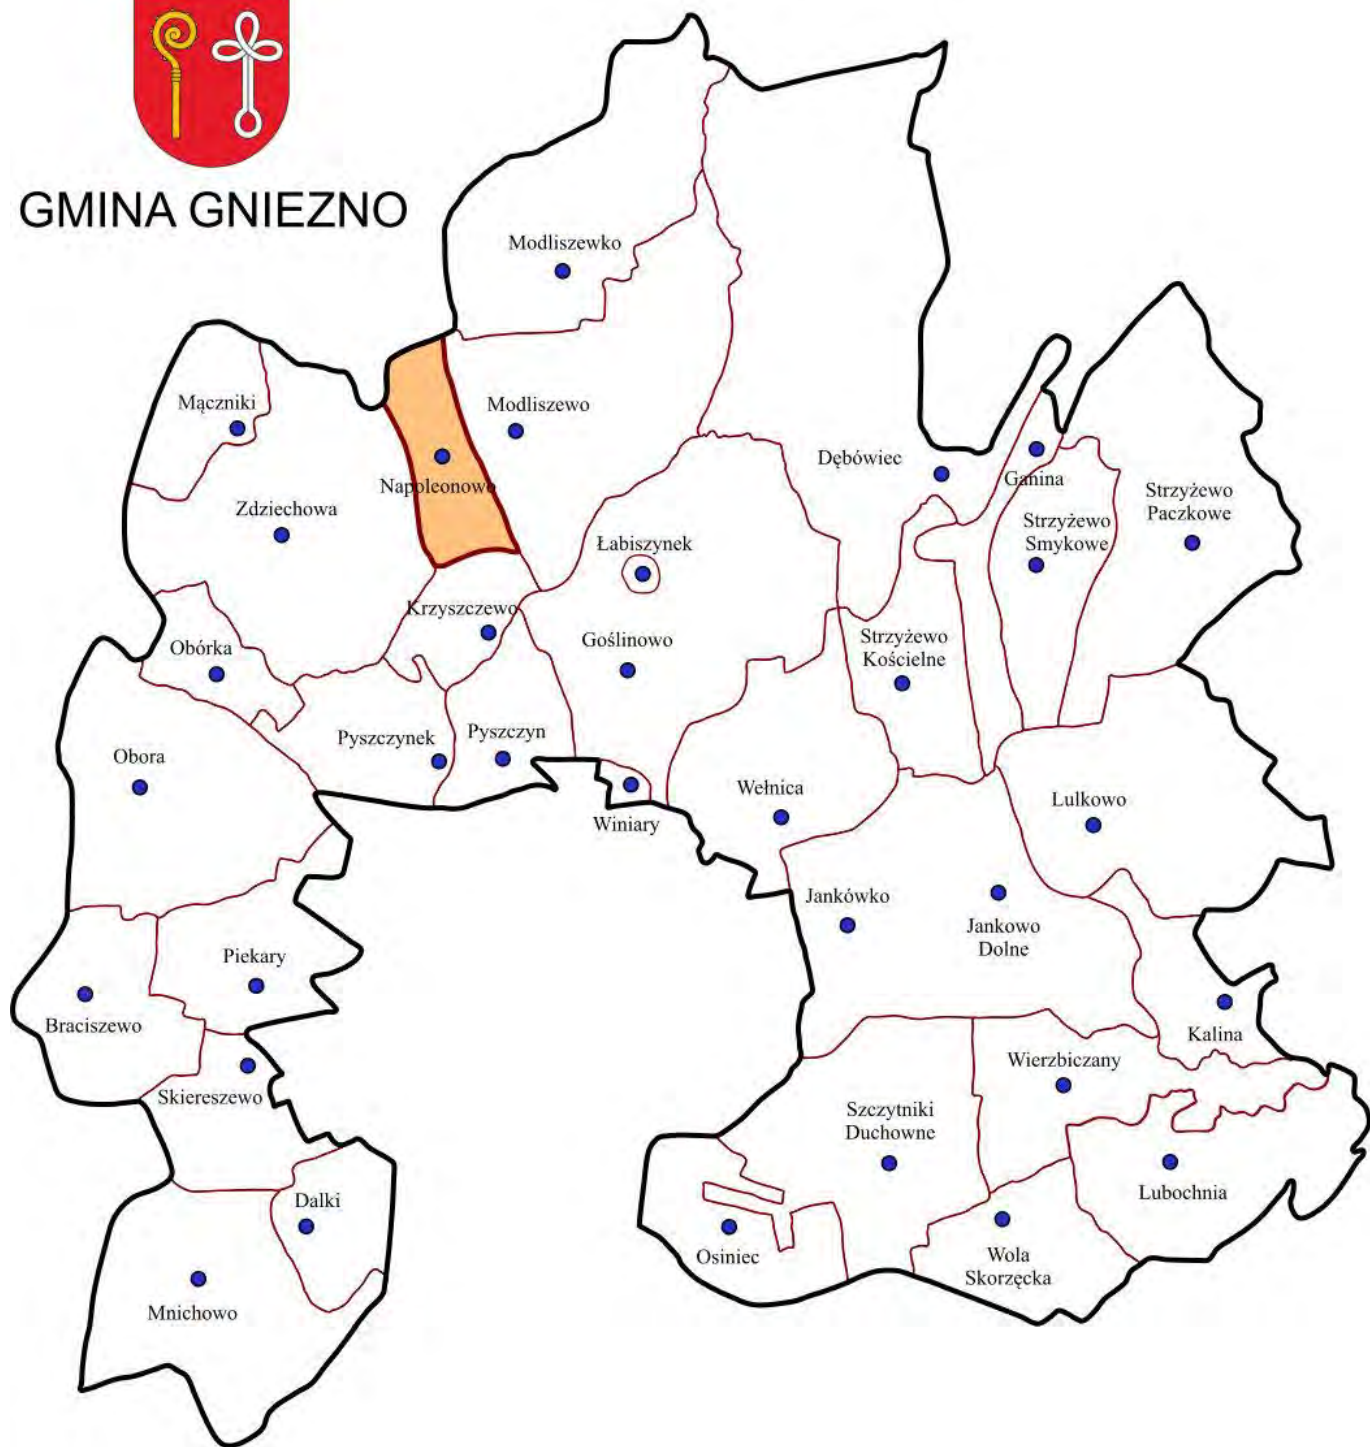 GMINA GNIEZNO
Modliszewko
Mączniki
Modliszewo
Napoleonowo
Dębówiec
Ganina
Strzyżewo
Paczkowe
Zdziechowa
Strzyżewo
Smykowe
Łabiszynek
Krzyszczewo
Goślinowo
Strzyżewo
Kościelne
Obórka
Pyszczynek
Pyszczyn
Obora
Wełnica
Lulkowo
Winiary
Jankówko
Jankowo
Dolne
Piekary
Braciszewo
Kalina
Wierzbiczany
Skiereszewo
Szczytniki
Duchowne
Dalki
Lubochnia
Osiniec
Wola
Skorzęcka
Mnichowo